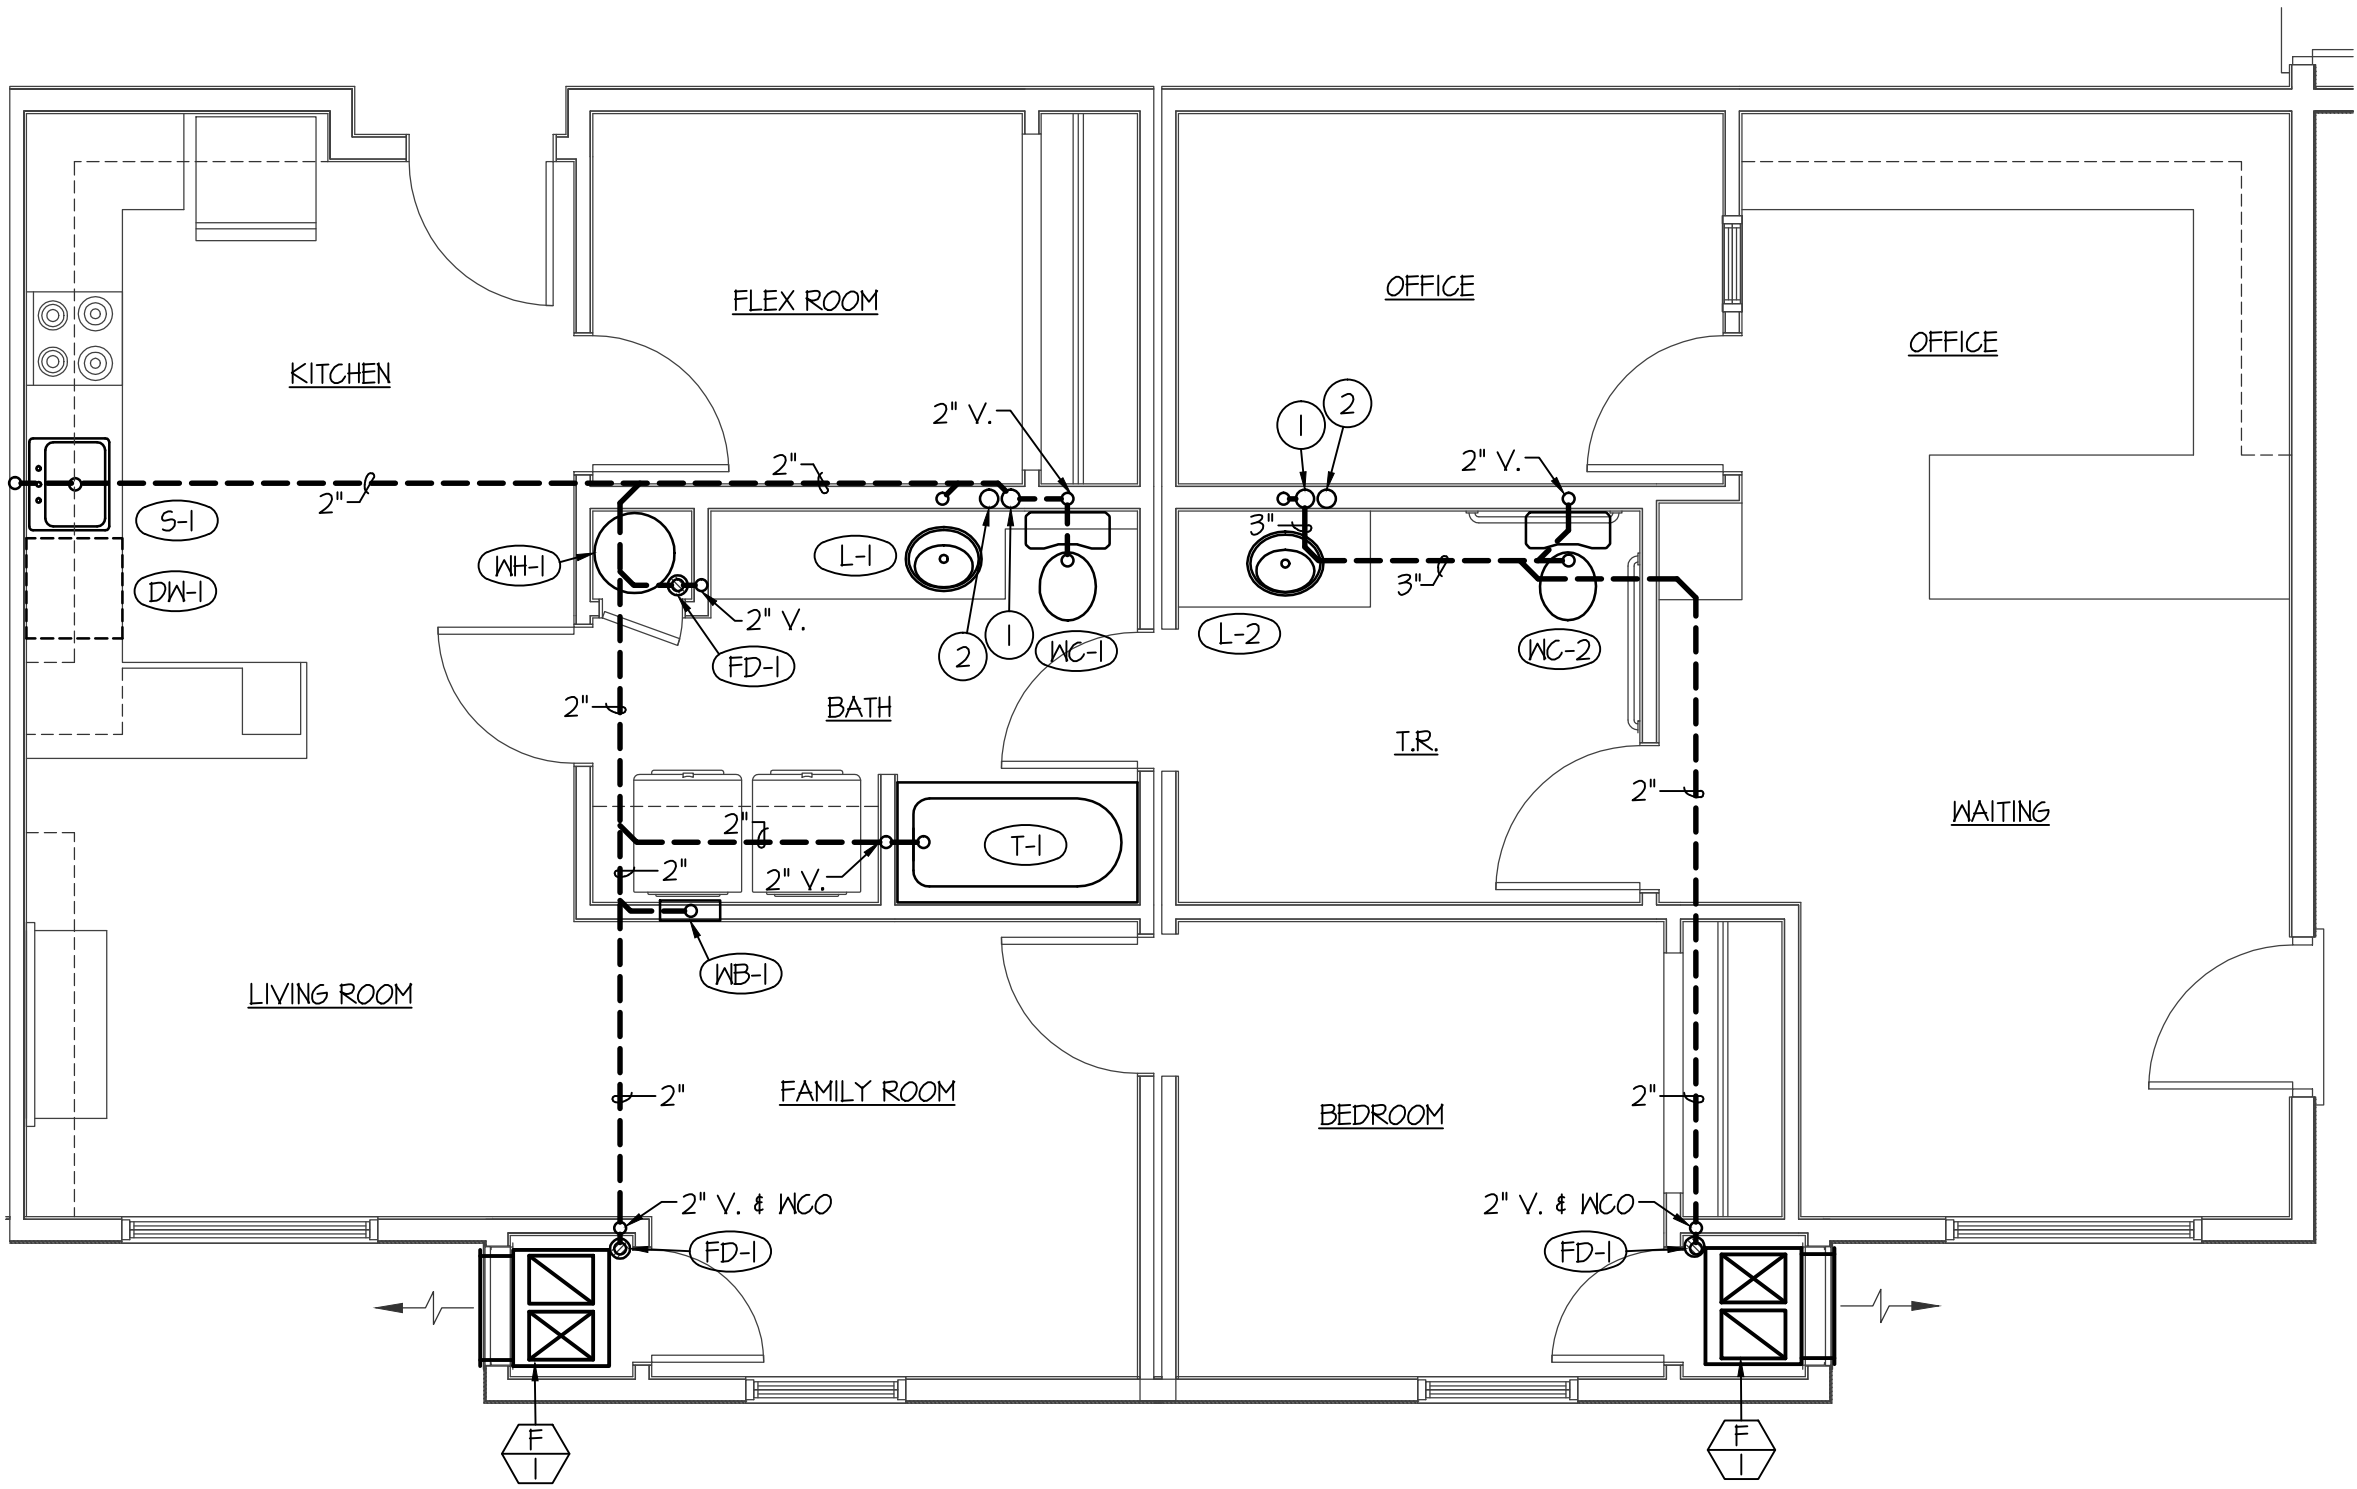 FLEX ROOM
OFFICE
OFFICE
KITCHEN
2" V.
1
2
2" V.
2"
2"
S-1
3"
WH-1
L-1
DW-1
3"
2" V.
2
1
WC-1
L-2
WC-2
FD-1
2"
BATH
T.R.
2"
WAITING
2"
T-1
2"
2" V.
WB-1
LIVING ROOM
2"
FAMILY ROOM
2"
BEDROOM
2" V. & WCO
2" V. & WCO
FD-1
FD-1
F
1
F
1